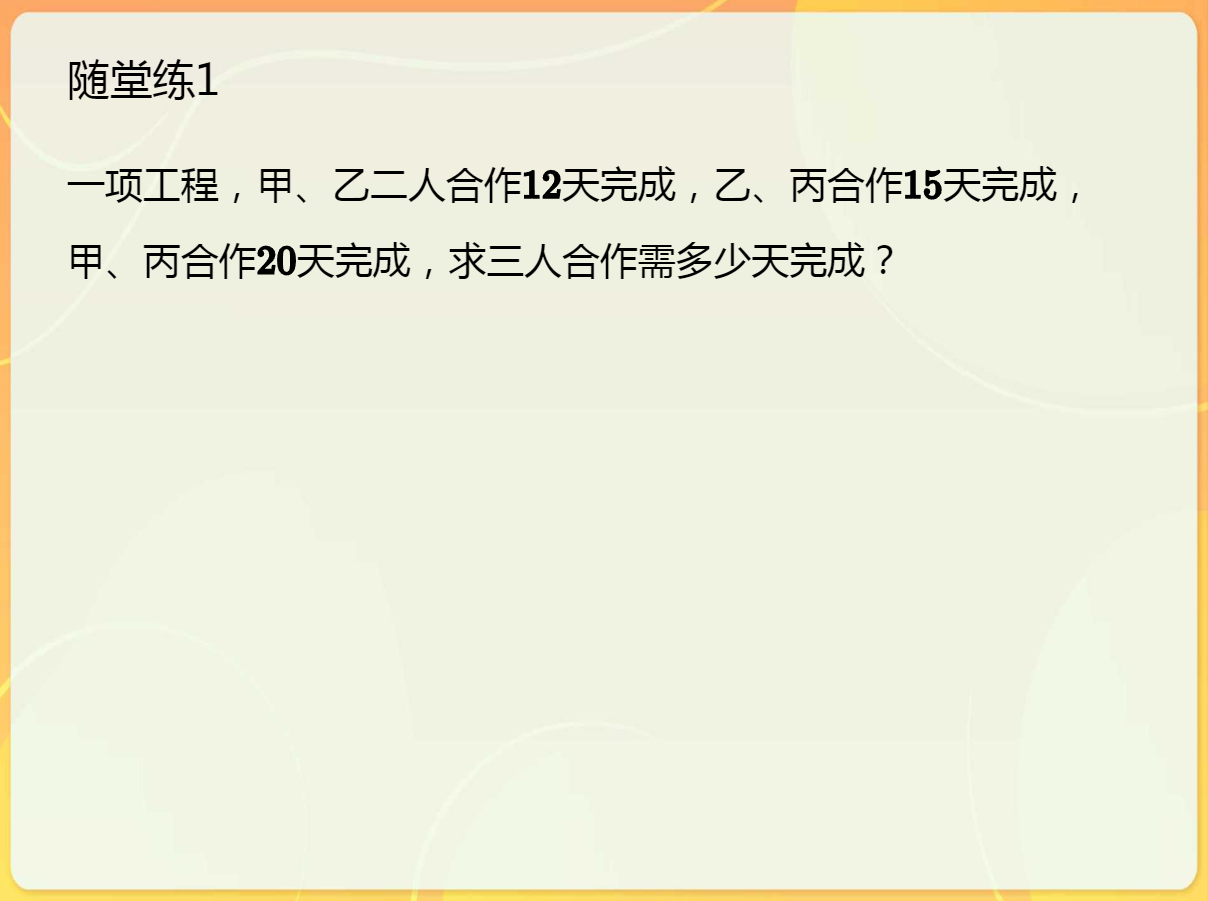 随堂练1
一项工程，甲、乙二人合作12天完成，乙、丙合作15天完成，
甲、丙合作20天完成，求三人合作需多少天完成？